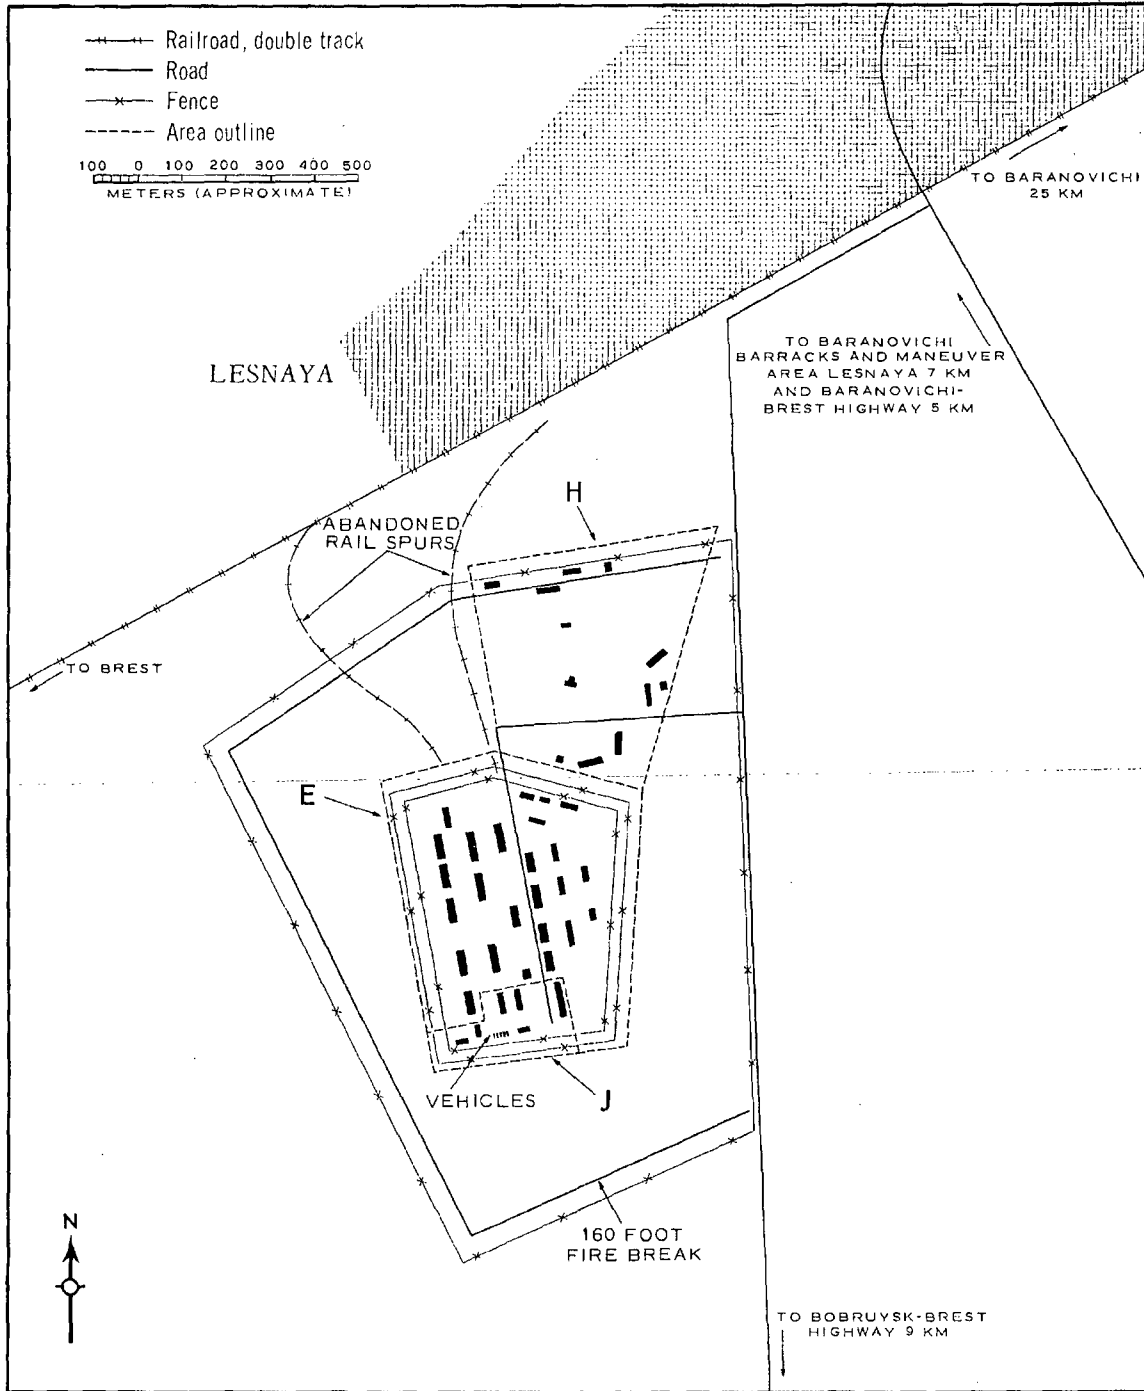 Railroad, double track
Road
Fence
Area outline
100 0 100 200 300 400 500
METERS (APPROXIMATE)
TO BARANOVICHI
25 KM
LESNAYA
TO BARANOVICHI
BARRACKS AND MANEUVER
AREA LESNAYA 7 KM
AND BARANOVICHI-
BREST HIGHWAY 5 KM
H
ABANDONED
RAIL SPURS
TO BREST
E
VEHICLES
J
160 FOOT
FIRE BREAK
N
TO BOBRUYSK-BREST
HIGHWAY 9 KM